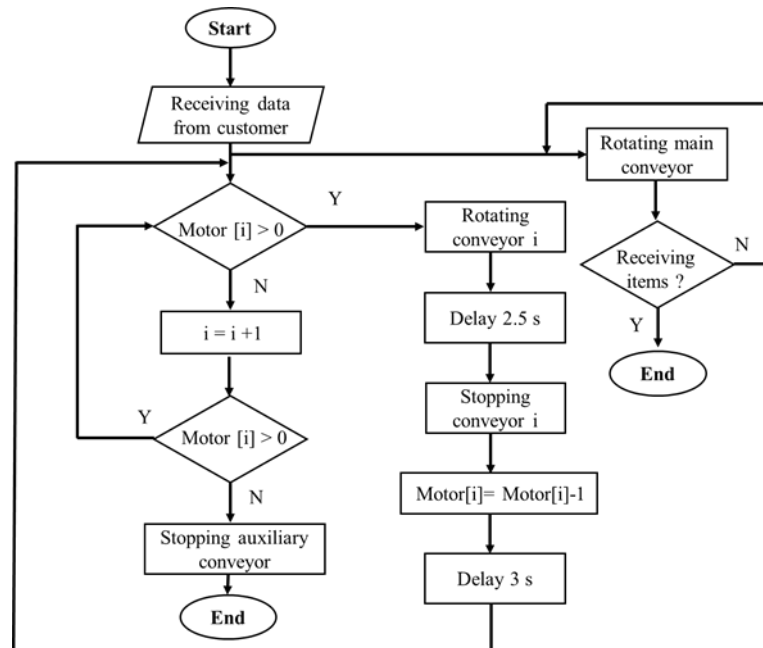 Start
Receiving data
from customer
Rotating main
conveyor
Motor [i] > 0
Y
Rotating
conveyor i
Receiving
items ?
N
N
Y
i = i +1
Delay 2.5 s
End
Stopping
conveyor i
Y
Motor [i] > 0
N
Motor[i]= Motor[i]-1
Stopping auxiliary
conveyor
Delay 3 s
End